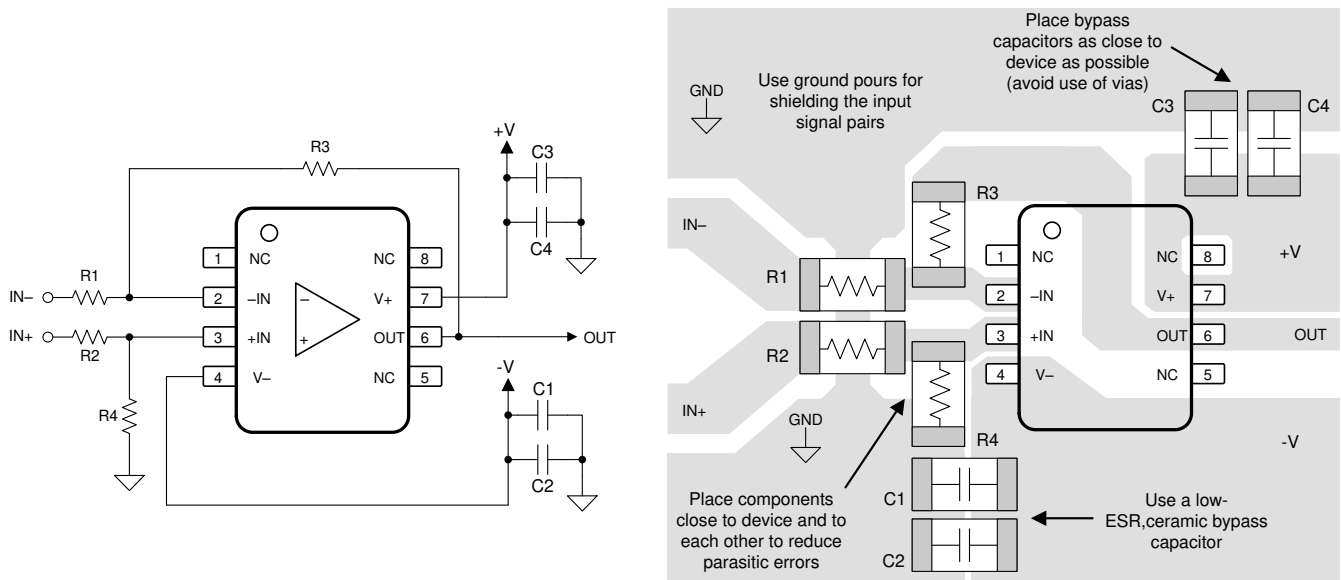 R3
+V
C3
C4
1
NC
NC
8
IN–
R1
2
–IN
–
V+
7
IN+
R2
3
+IN
+
OUT
6
OUT
4
V–
NC
5
R4
-V
C1
C2
Place bypass
capacitors as close to
device as possible
(avoid use of vias)
Use ground pours for
shielding the input
signal pairs
GND
C3
C4
R3
IN–
1
NC
NC
8
+V
R1
2
–IN
V+
7
3
+IN
OUT
6
OUT
R2
4
V–
NC
5
IN+
GND
R4
-V
Place components
close to device and to
each other to reduce
parasitic errors
C1
C2
Use a low-
ESR,ceramic bypass
capacitor